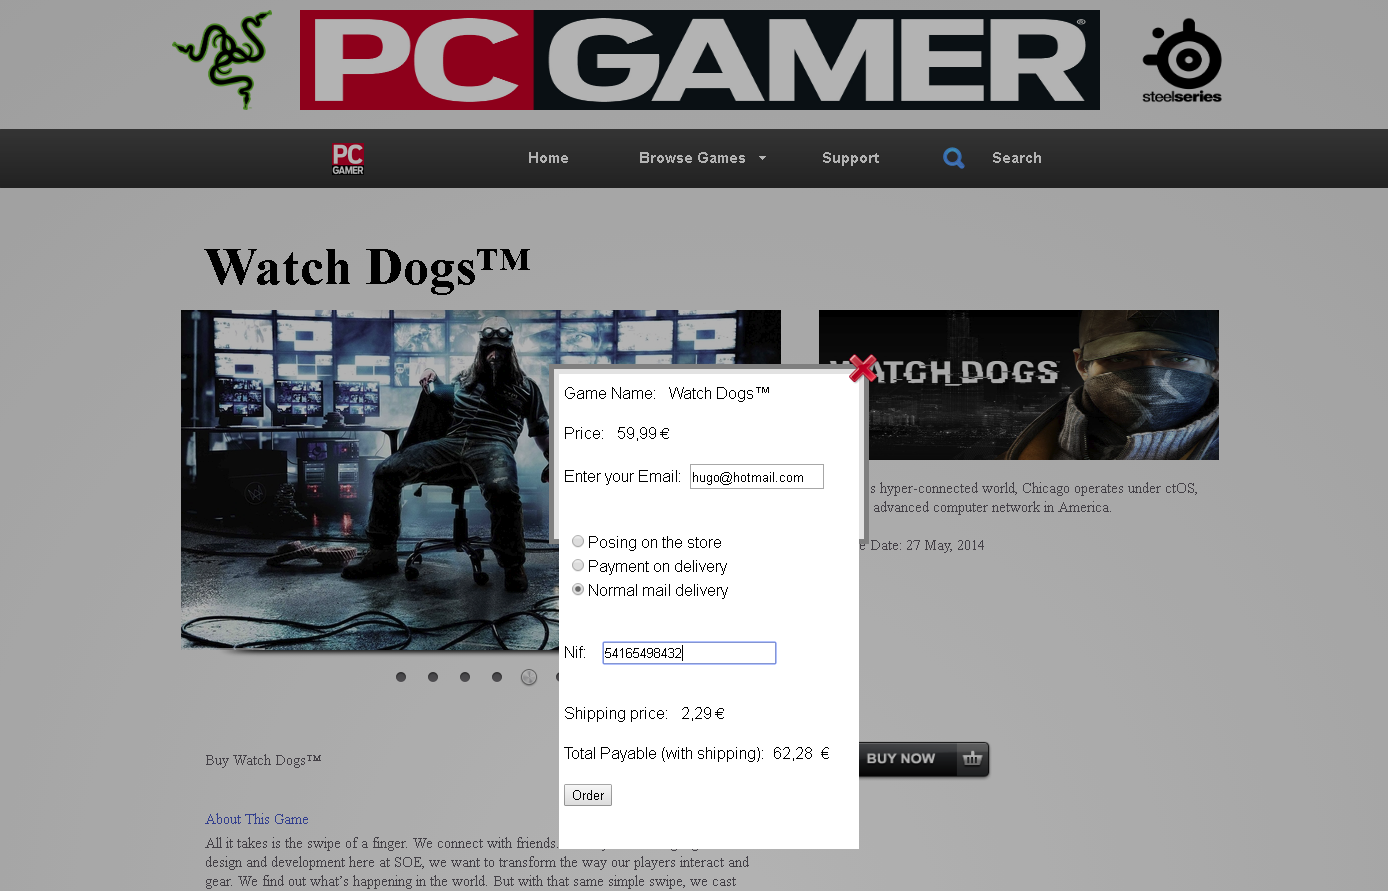 PC GAMER®
steelseries
PC
GAMER
Home
Browse Games
Support
Search
Watch Dogs™
WATCH_DOGS
Game Name: Watch Dogs™
Price: 59,99 €
Enter your Email: hugo@hotmail.com
s hyper-connected world, Chicago operates under ctOS,
advanced computer network in America.
e Date: 27 May, 2014
Posing on the store
Payment on delivery
Normal mail delivery
Nif: 54165498432
Shipping price: 2,29 €
Total Payable (with shipping): 62,28 €
Order
Buy Watch Dogs™
BUY NOW
About This Game
All it takes is the swipe of a finger. We connect with friends.
design and development here at SOE, we want to transform the way our players interact and
gear. We find out what's happening in the world. But with that same simple swipe, we cast